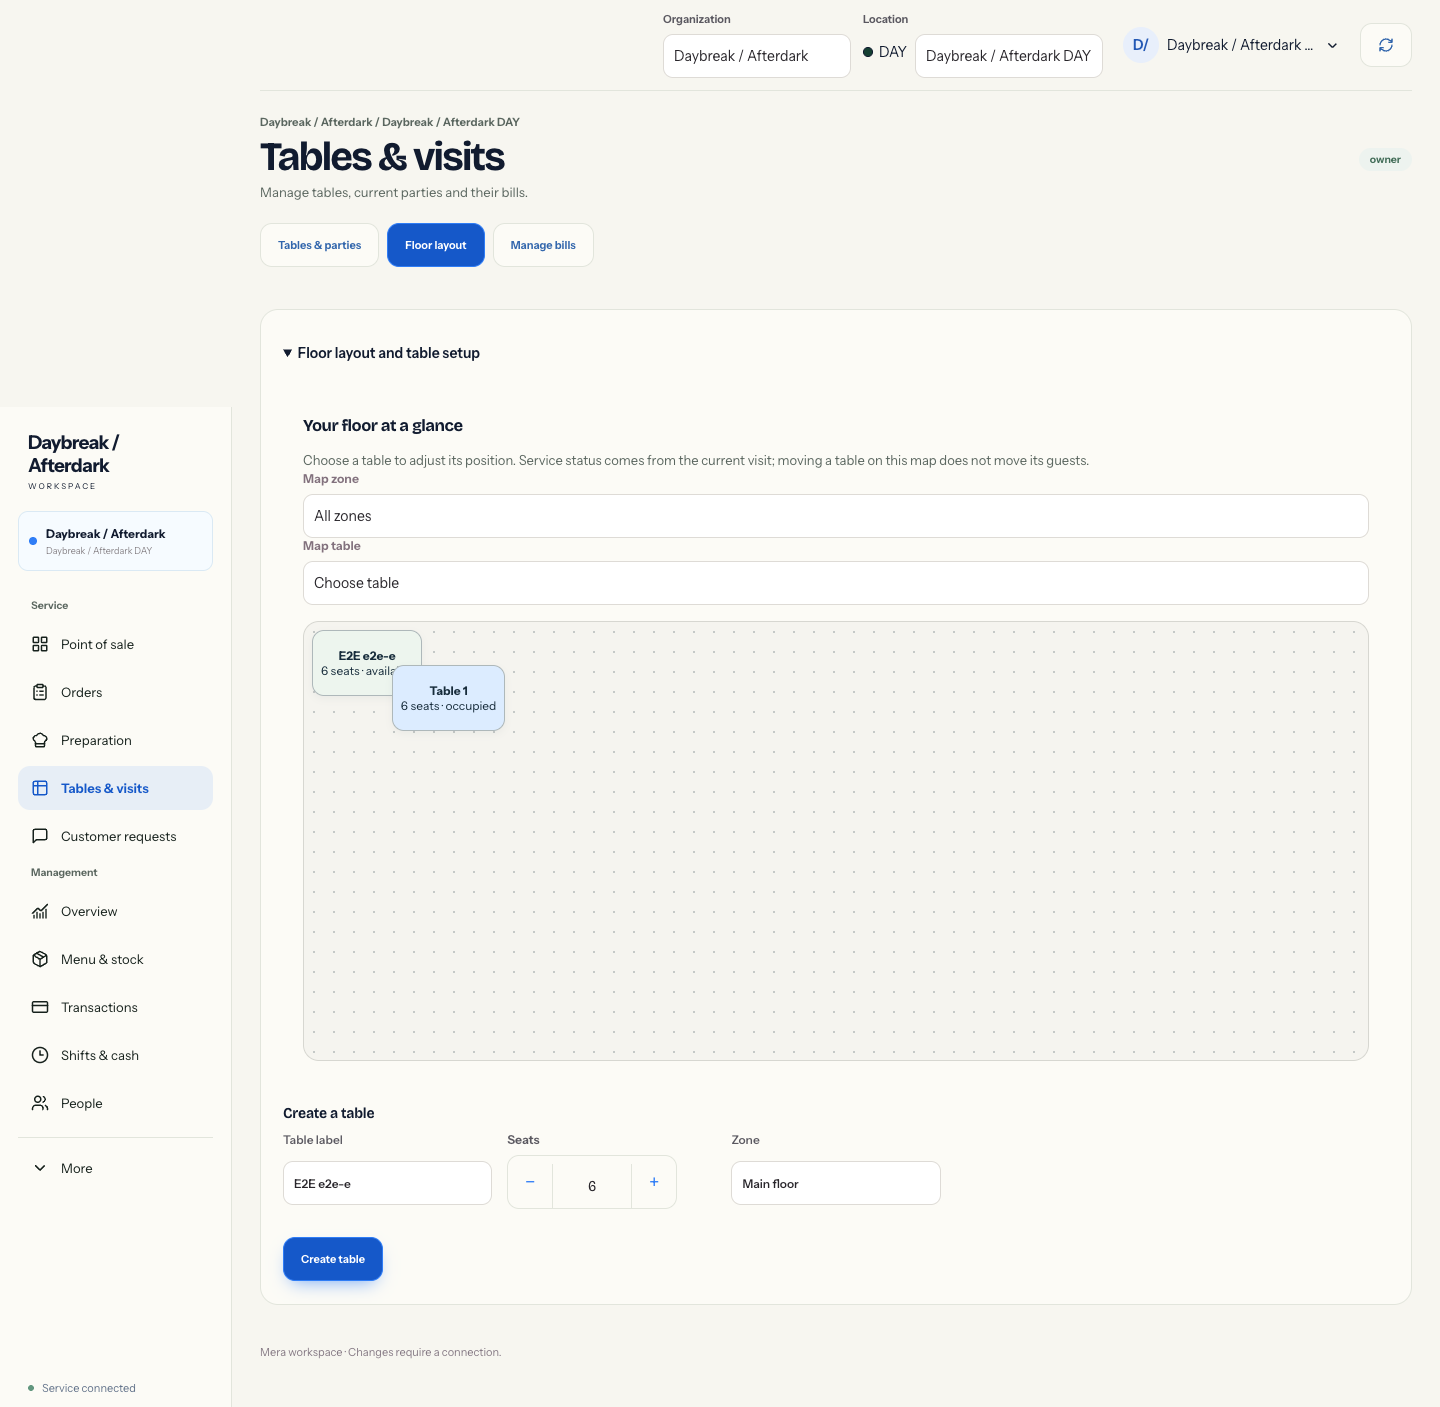 Organization
Location
Daybreak / Afterdark
DAY
Daybreak / Afterdark DAY
D/
Daybreak / Afterdark ...
Daybreak / Afterdark / Daybreak / Afterdark DAY
Tables & visits
owner
Manage tables, current parties and their bills.
Tables & parties
Floor layout
Manage bills
Floor layout and table setup
Your floor at a glance
Choose a table to adjust its position. Service status comes from the current visit; moving a table on this map does not move its guests.
Map zone
All zones
Map table
Choose table
E2E e2e-e
6 seats · availa
Table 1
6 seats · occupied
Create a table
Table label
Seats
Zone
E2E e2e-e
−
6
+
Main floor
Create table
Mera workspace · Changes require a connection.
Daybreak /
Afterdark
WORKSPACE
Daybreak / Afterdark
Daybreak / Afterdark DAY
Service
Point of sale
Orders
Preparation
Tables & visits
Customer requests
Management
Overview
Menu & stock
Transactions
Shifts & cash
People
More
Service connected